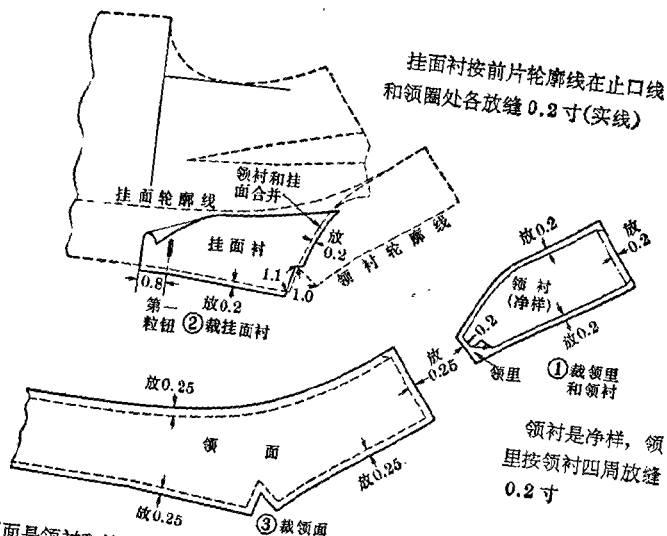 挂面衬按前片轮廓线在止口线
和领圈处各放缝0.2寸(实线)
领衬和挂
面合并
挂面轮廓线
挂面衬
放
0.2
领衬轮廓线
1.1
1.0
0.8
第一
粒钮
放0.2
②裁挂面衬
放0.2
放0.2
领衬
(净样)
0.2
放0.2
领里
①裁领里
和领衬
领衬是净样，领
里按领衬四周放缝
0.2寸
放0.25
放
0.25
领面
放0.25
放0.25
③裁领面
面是领衬